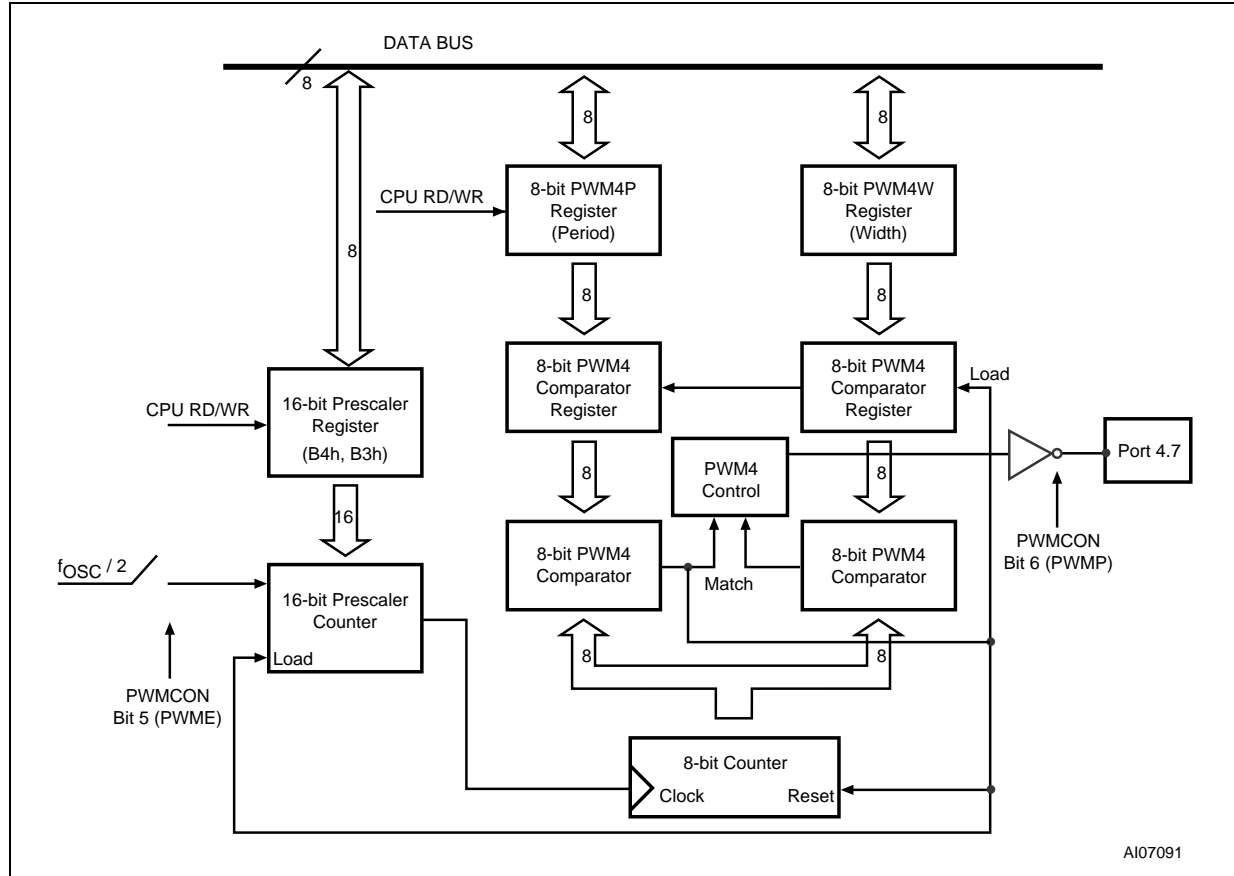 DATA BUS
8
8
8
8
CPU RD/WR
8-bit PWM4P
Register
(Period)
8-bit PWM4W
Register
(Width)
8
8
CPU RD/WR
16-bit Prescaler
Register
(B4h, B3h)
8-bit PWM4
Comparator
Register
8-bit PWM4
Comparator
Register
Load
8
PWM4
Control
8
Port 4.7
PWMCON
Bit 6 (PWMP)
16
fOSC / 2
16-bit Prescaler
Counter
Load
8-bit PWM4
Comparator
Match
8-bit PWM4
Comparator
8
8
PWMCON
Bit 5 (PWME)
8-bit Counter
Clock
Reset
AI07091